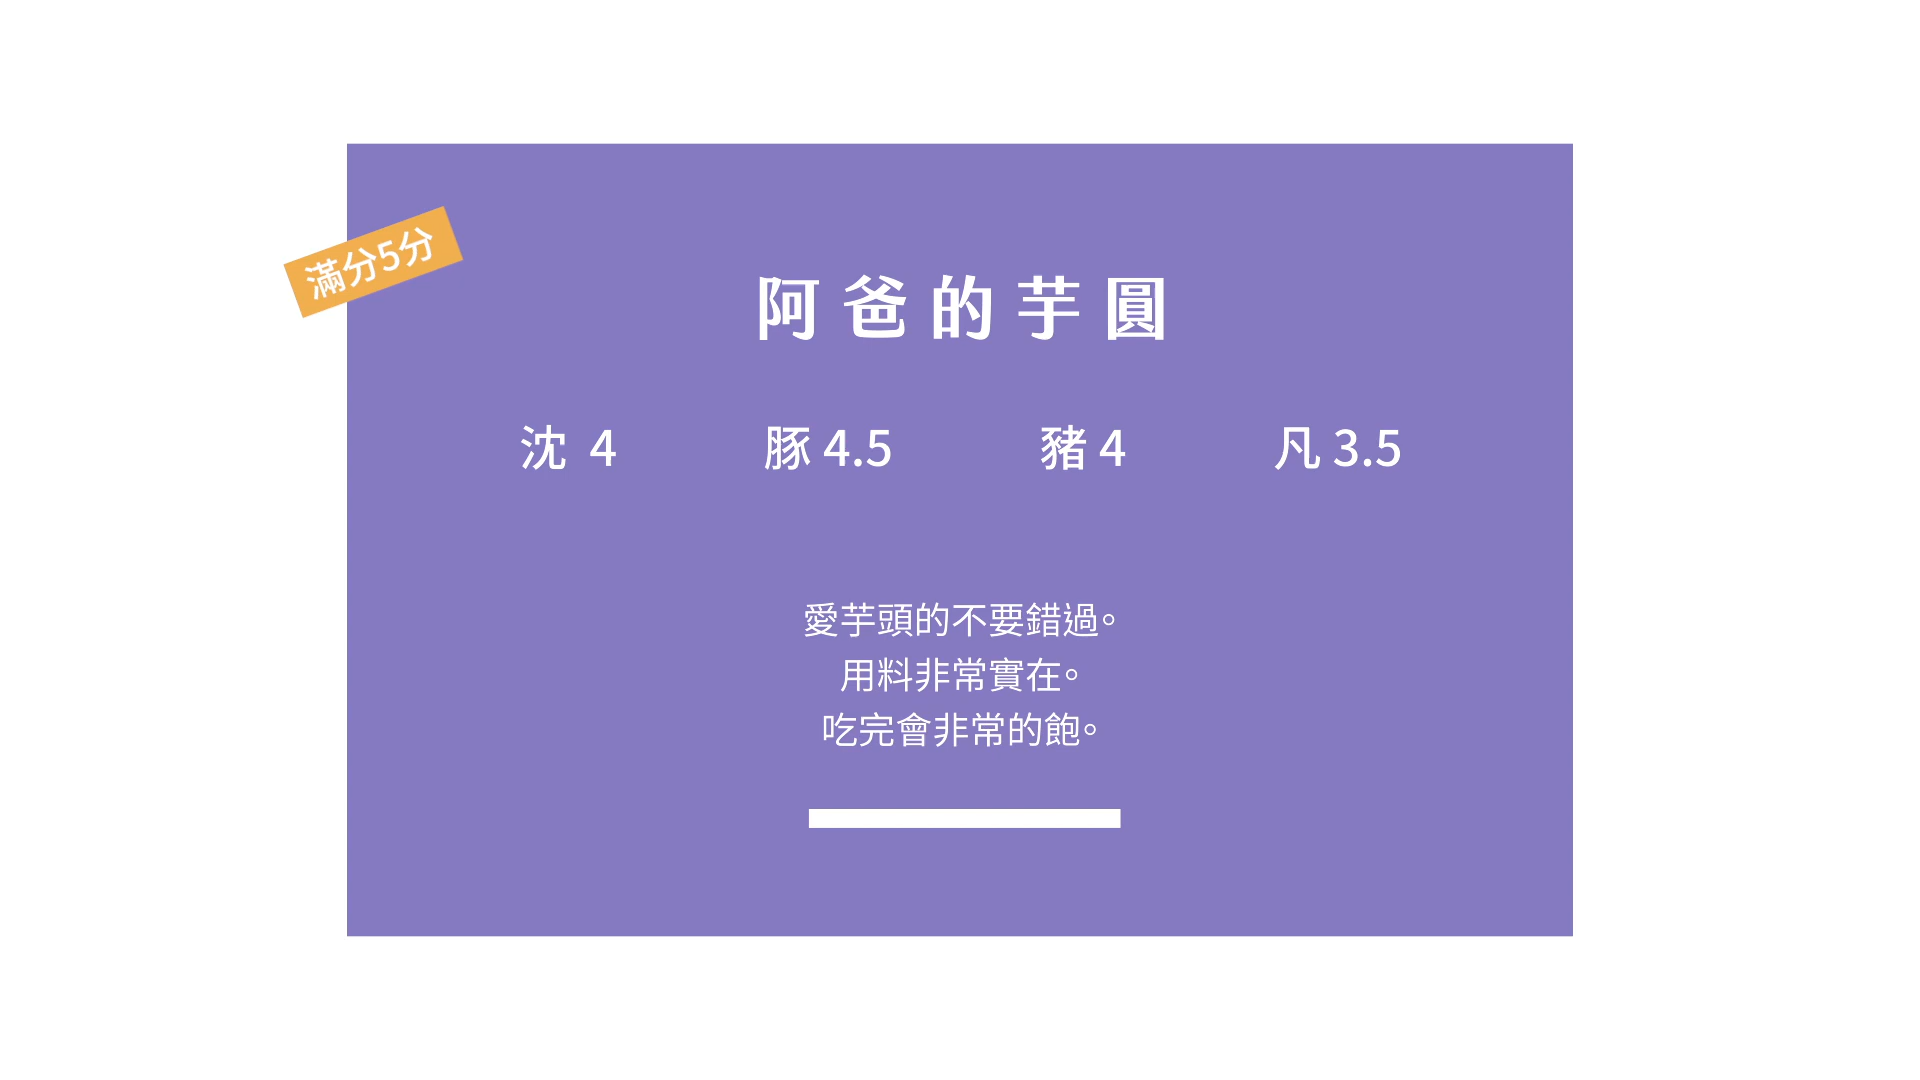 滿分5分
阿爸的芋圓
沈 4 豚 4.5 豬 4 凡 3.5
愛芋頭的不要錯過。
用料非常實在。
吃完會非常的飽。